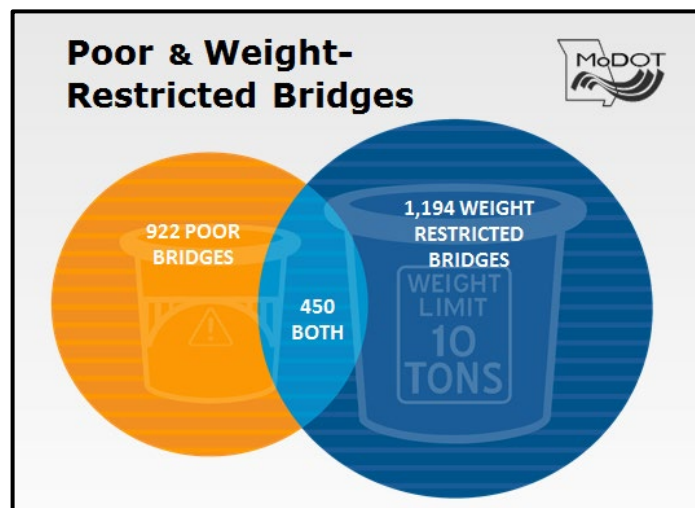 Poor & Weight-
Restricted Bridges
MoDOT
922 POOR
BRIDGES
450
BOTH
1,194 WEIGHT
RESTRICTED
BRIDGES
WEIGHT
LIMIT
10
TONS